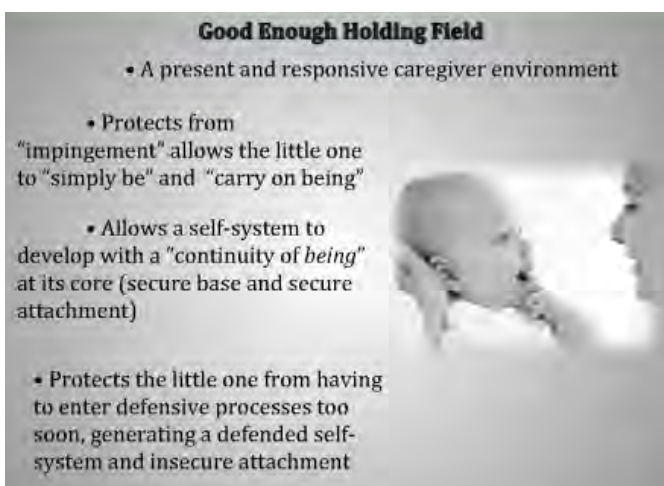 Good Enough Holding Field
• A present and responsive caregiver environment
• Protects from
"impingement" allows the little one
to "simply be" and "carry on being"
• Allows a self-system to
develop with a "continuity of being"
at its core (secure base and secure
attachment)
• Protects the little one from having
to enter defensive processes too
soon, generating a defended self-
system and insecure attachment